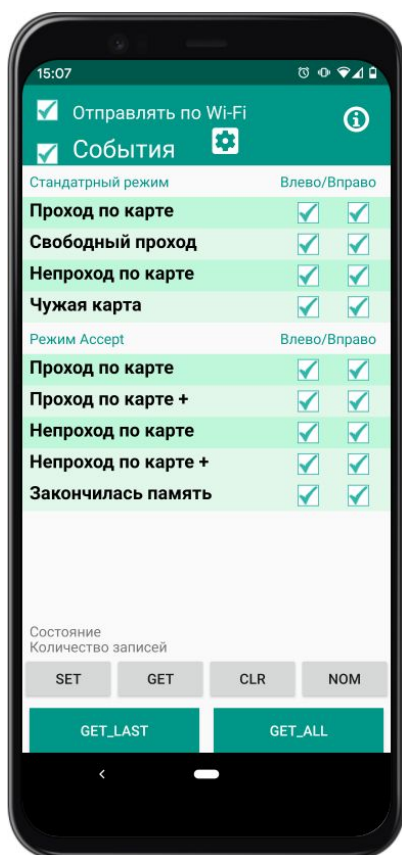 15:07
Отправлять по Wi-Fi
События
Стандатрный режим Влево/Вправо
Проход по карте
Свободный проход
Непроход по карте
Чужая карта
Режим Accept Влево/Вправо
Проход по карте
Проход по карте +
Непроход по карте
Непроход по карте +
Закончилась память
Состояние
Количество записей
SET GET CLR NOM
GET_LAST GET_ALL